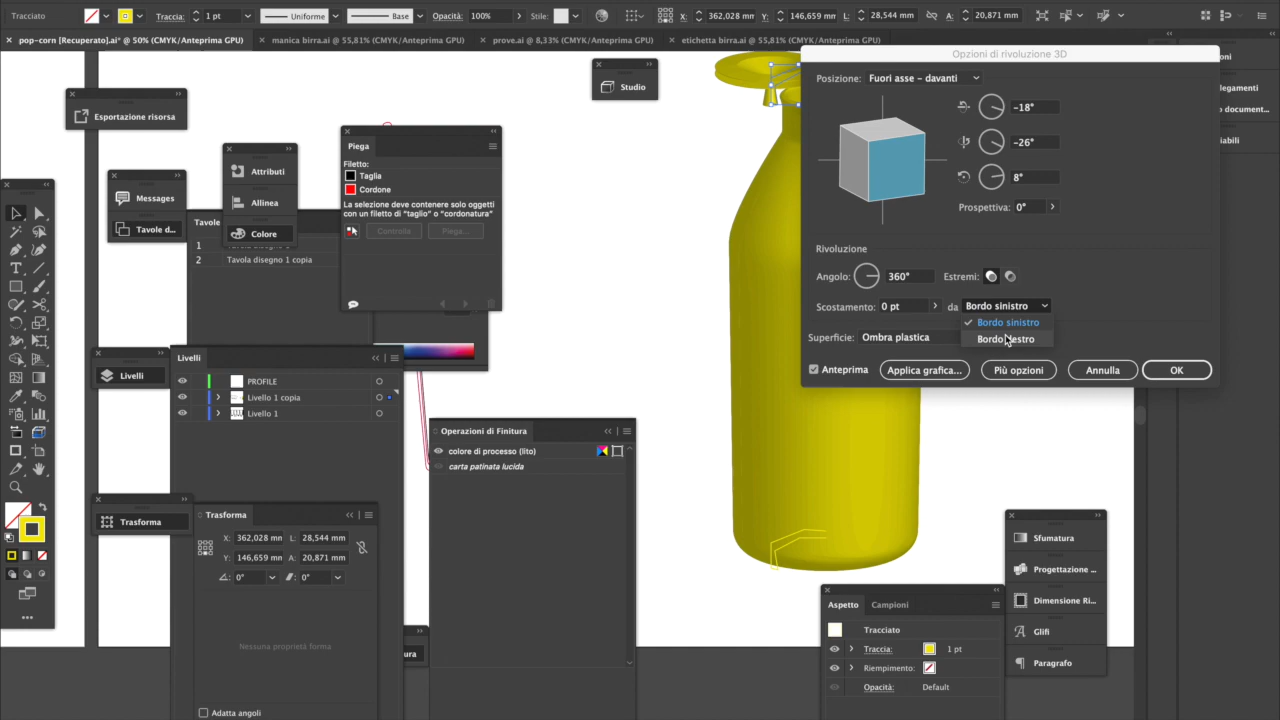 Tracciato
Traccia:
1 pt
Uniforme
Base
Opacità:
100%
Stile:
X:
362,028 mm
Y:
146,659 mm
L:
28,544 mm
A:
20,871 mm
pop-corn [Recuperato].ai* @ 50% (CMYK/Anteprima GPU)
manica birra.ai @ 55,81% (CMYK/Anteprima GPU)
prove.ai @ 8,33% (CMYK/Anteprima GPU)
etichetta birra.ai @ 55,81% (CMYK/Anteprima GPU)
Opzioni di rivoluzione 3D
Posizione: Fuori asse – davanti
–18°
–26°
8°
Prospettiva: 0°
Rivoluzione
Angolo: 360° Estremi:
Scostamento: 0 pt da Bordo sinistro
Bordo sinistro
Superficie: Ombra plastica
Anteprima Applica grafica... Più opzioni Annulla OK
Studio
Esportazione risorsa
Attributi
Allinea
Colore
Messages
Tavole d...
Tavole
1
2 Tavola disegno 1 copia
Piega
Filetto:
Taglia
Cordone
La selezione deve contenere solo oggetti
con un filetto di “taglio” o “cordonatura”
Controlla
Piega...
Livelli
Livelli
PROFILE
Livello 1 copia
Livello 1
Operazioni di Finitura
colore di processo (lito)
carta patinata lucida
Trasforma
Trasforma
X: 362,028 mm L: 28,544 mm
Y: 146,659 mm A: 20,871 mm
0° 0°
Nessuna proprietà forma
Adatta angoli
Sfumatura
Progettazione ...
Dimensione Ri...
Glifi
Paragrafo
Aspetto Campioni
Tracciato
Traccia: 1 pt
Riempimento:
Opacità: Default